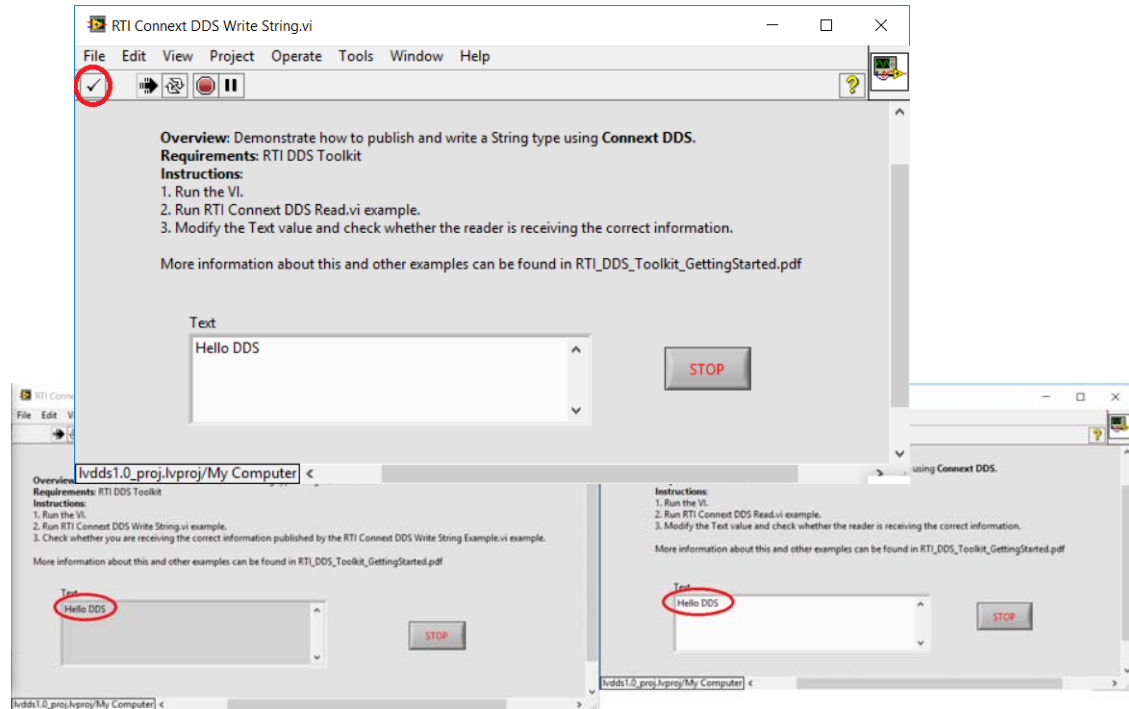 RTI Connext DDS Write String.vi
File Edit View Project Operate Tools Window Help
Overview: Demonstrate how to publish and write a String type using Connext DDS.
Requirements: RTI DDS Toolkit
Instructions:
1. Run the VI.
2. Run RTI Connext DDS Read.vi example.
3. Modify the Text value and check whether the reader is receiving the correct information.
More information about this and other examples can be found in RTI_DDS_Toolkit_GettingStarted.pdf
Text
Hello DDS
STOP
lvdds1.0_proj.lvproj/My Computer
RTI Conne
File Edit V
Overview
Requirements: RTI DDS Toolkit
Instructions:
1. Run the VI.
2. Run RTI Connext DDS Write String.vi example.
3. Check whether you are receiving the correct information published by the RTI Connext DDS Write String Example.vi example.
More information about this and other examples can be found in RTI_DDS_Toolkit_GettingStarted.pdf
Text
Hello DDS
STOP
lvdds1.0_proj.lvproj/My Computer
using Connext DDS.
Instructions:
1. Run the VI.
2. Run RTI Connext DDS Read.vi example.
3. Modify the Text value and check whether the reader is receiving the correct information.
More information about this and other examples can be found in RTI_DDS_Toolkit_GettingStarted.pdf
Text
Hello DDS
STOP
lvdds1.0_proj.lvproj/My Computer